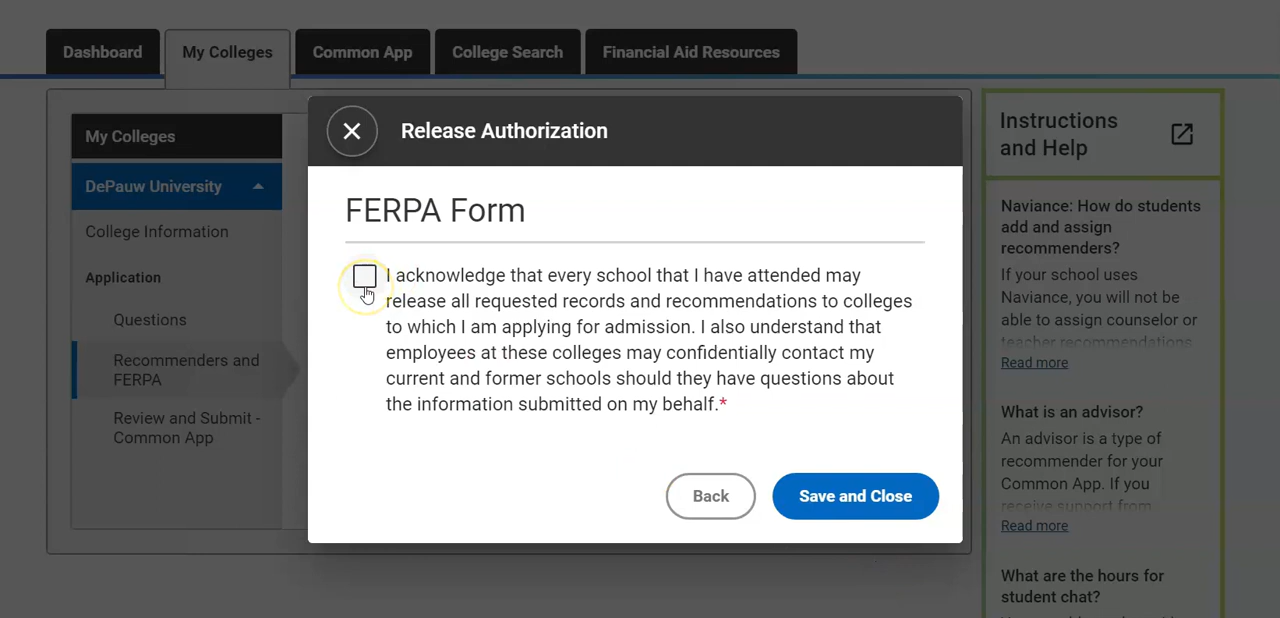 Dashboard
My Colleges
Common App
College Search
Financial Aid Resources
My Colleges
DePauw University
College Information
Application
Questions
Recommenders and
FERPA
Review and Submit -
Common App
Release Authorization
FERPA Form
I acknowledge that every school that I have attended may
release all requested records and recommendations to colleges
to which I am applying for admission. I also understand that
employees at these colleges may confidentially contact my
current and former schools should they have questions about
the information submitted on my behalf.*
Back
Save and Close
Instructions
and Help
Naviance: How do students
add and assign
recommenders?
If your school uses
Naviance, you will not be
able to assign counselor or
teacher recommendations
Read more
What is an advisor?
An advisor is a type of
recommender for your
Common App. If you
receive support from
Read more
What are the hours for
student chat?